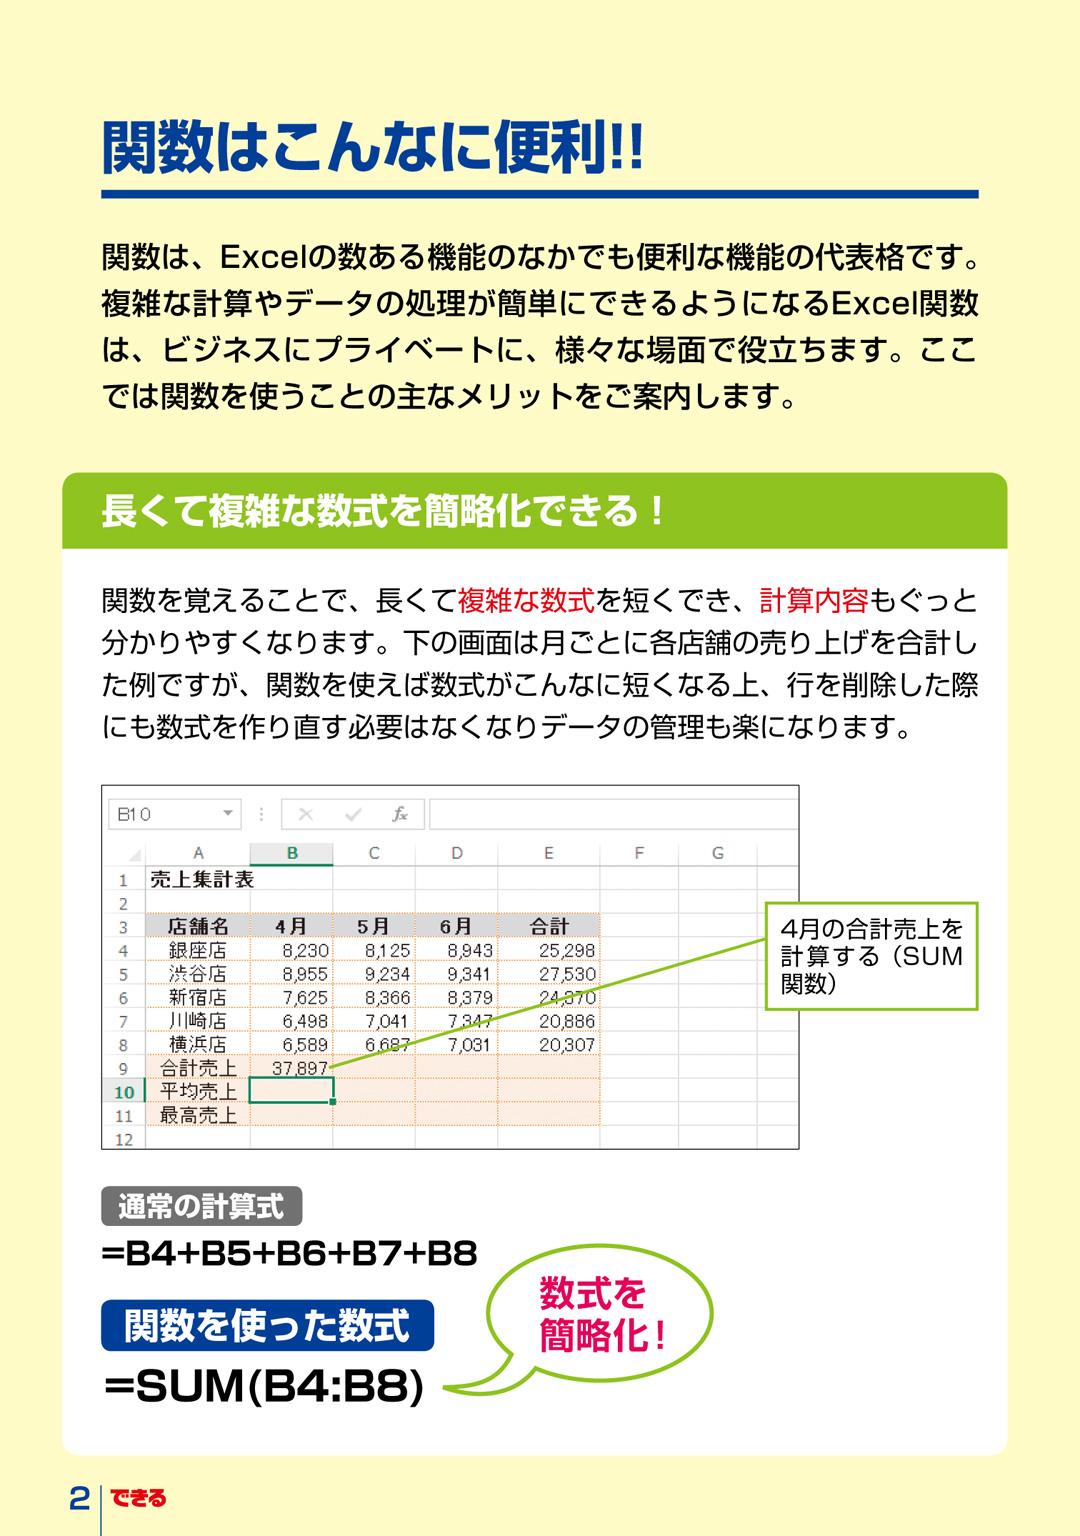 関数はこんなに便利!!
関数は、Excelの数ある機能のなかでも便利な機能の代表格です。
複雑な計算やデータの処理が簡単にできるようになるExcel関数
は、ビジネスにプライベートに、様々な場面で役立ちます。ここ
では関数を使うことの主なメリットをご案内します。
長くて複雑な数式を簡略化できる！
関数を覚えることで、長くて複雑な数式を短くでき、計算内容もぐっと
分かりやすくなります。下の画面は月ごとに各店舗の売り上げを合計し
た例ですが、関数を使えば数式がこんなに短くなる上、行を削除した際
にも数式を作り直す必要はなくなりデータの管理も楽になります。
B10 fx
A B C D E F G
1 売上集計表
2
3 店舗名 4月 5月 6月 合計
4 銀座店 8,230 8,125 8,943 25,298
5 渋谷店 8,955 9,234 9,341 27,530
6 新宿店 7,625 8,366 8,379 24,370
7 川崎店 6,498 7,041 7,347 20,886
8 横浜店 6,589 6,687 7,031 20,307
9 合計売上 37,897
10 平均売上
11 最高売上
12
4月の合計売上を
計算する（SUM
関数）
通常の計算式
=B4+B5+B6+B7+B8
関数を使った数式
=SUM(B4:B8)
数式を
簡略化！
2 できる